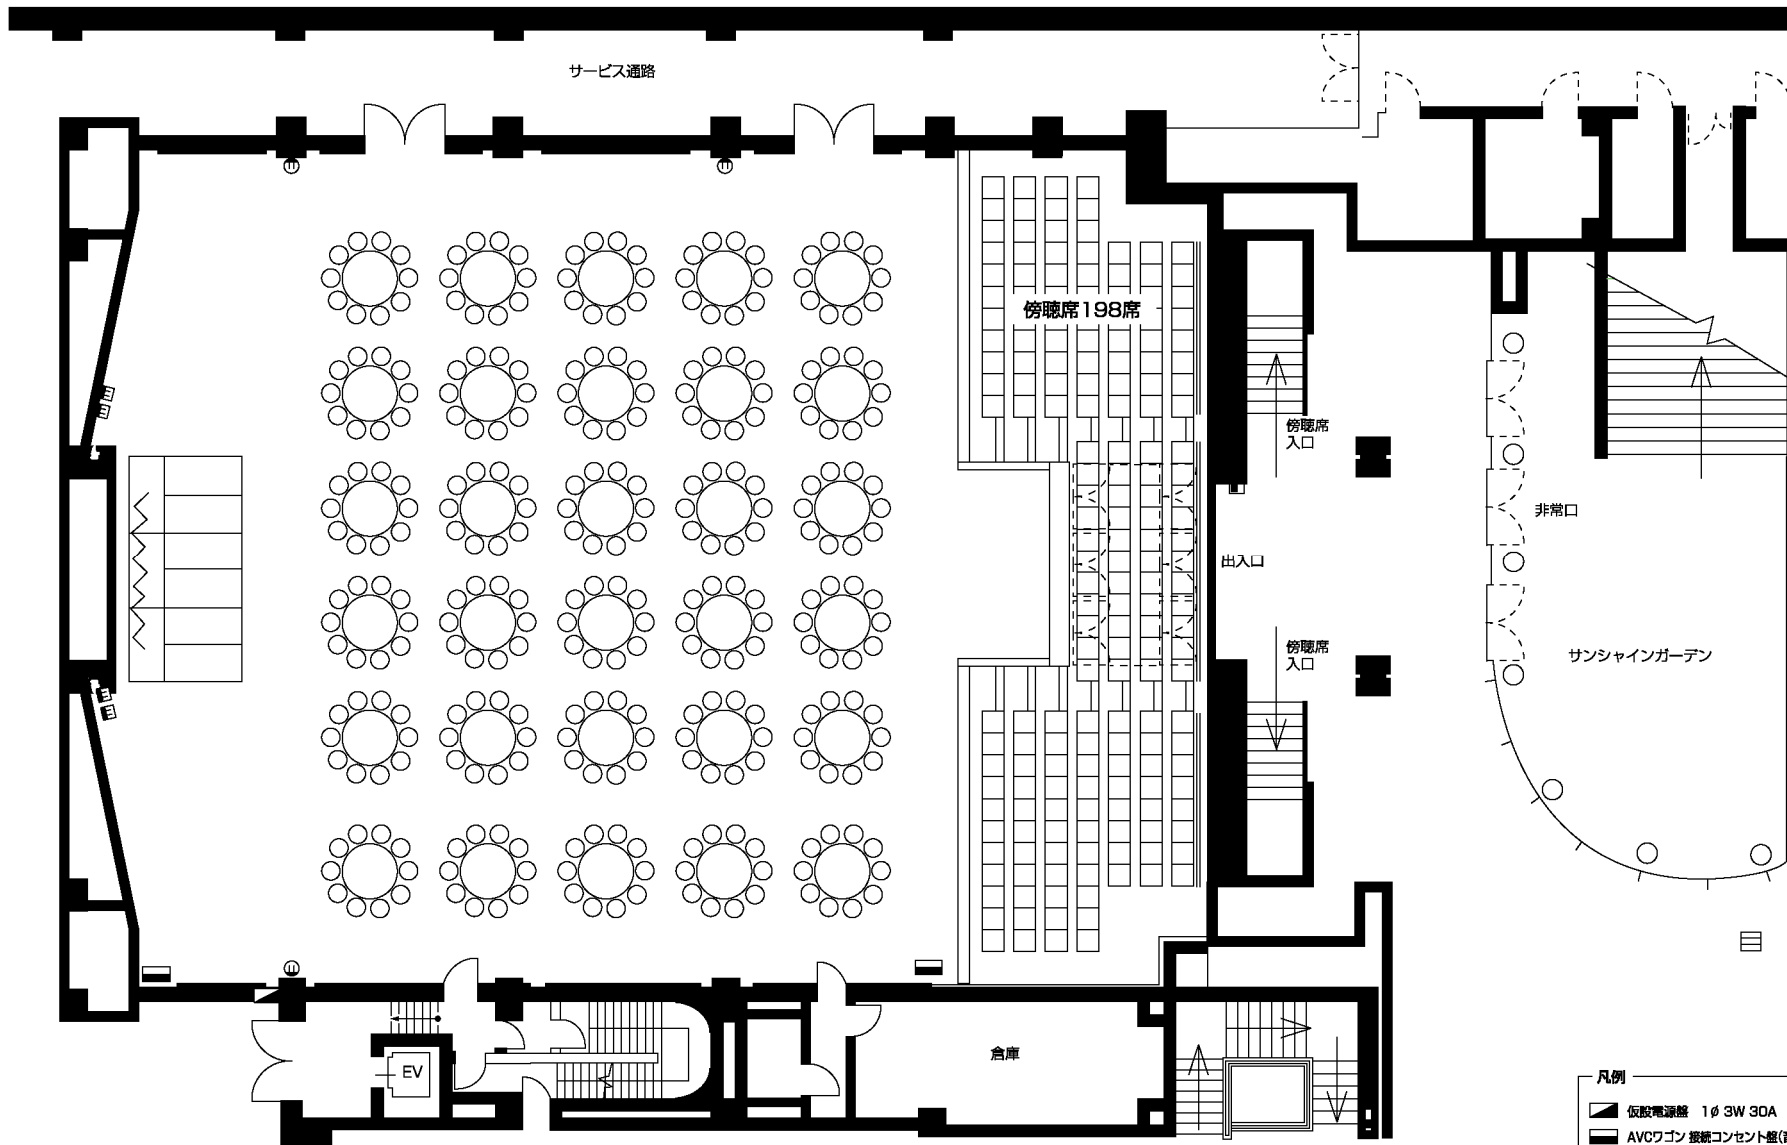 サービス通路
傍聴席198席
傍聴席
入口
非常口
出入口
傍聴席
入口
サンシャインガーデン
倉庫
EV
凡例
仮設電源盤 1φ 3W 30A
AVCワゴン 接続コンセント盤